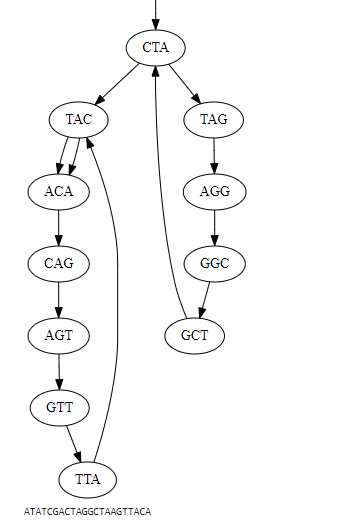 CTA
TAC TAG
ACA AGG
CAG GGC
AGT GCT
GTT
TTA
ATATCGACTAGGCTAAGTTACA